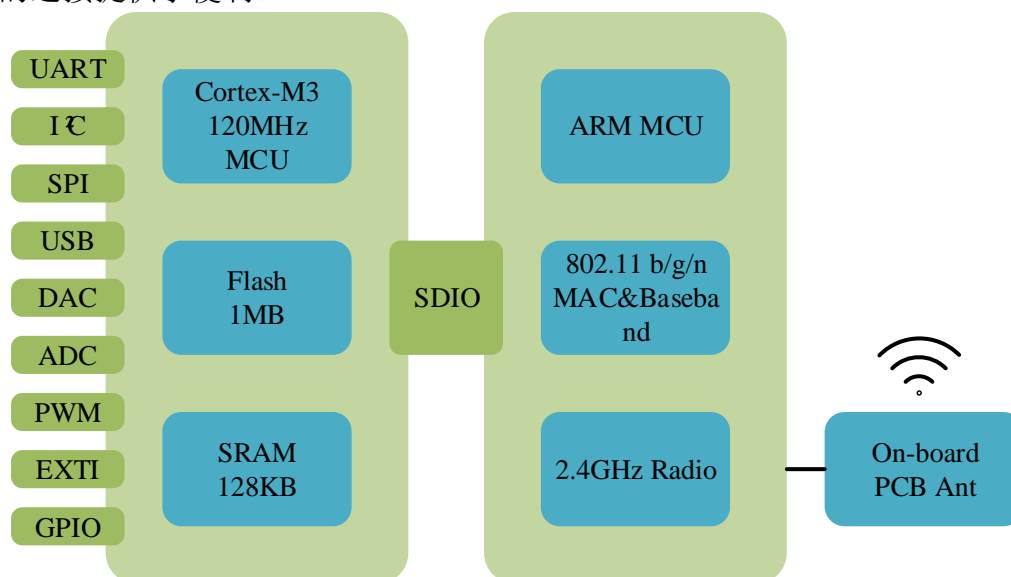 UART
I²C
SPI
USB
DAC
ADC
PWM
EXTI
GPIO
Cortex-M3
120MHz
MCU
Flash
1MB
SRAM
128KB
SDIO
ARM MCU
802.11 b/g/n
MAC&Baseba
nd
2.4GHz Radio
On-board
PCB Ant